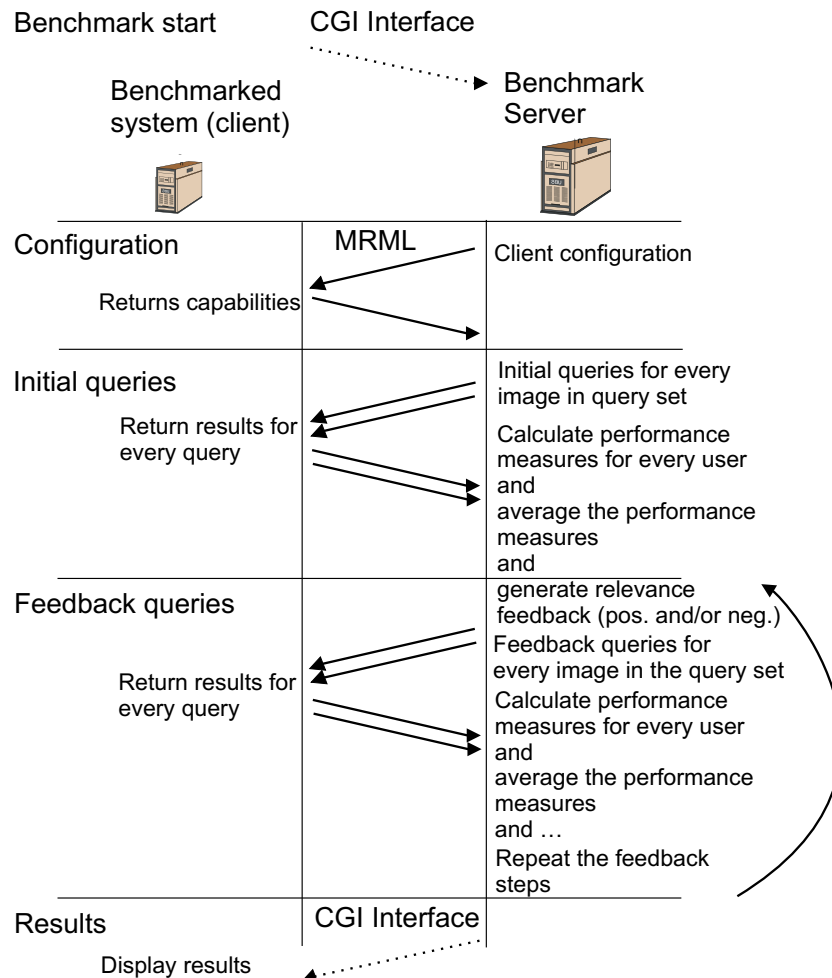 Benchmark start
CGI Interface
Benchmarked
system (client)
Benchmark
Server
Configuration
MRML
Client configuration
Returns capabilities
Initial queries
Initial queries for every
image in query set
Return results for
every query
Calculate performance
measures for every user
and
average the performance
measures
and
Feedback queries
generate relevance
feedback (pos. and/or neg.)
Feedback queries for
every image in the query set
Return results for
every query
Calculate performance
measures for every user
and
average the performance
measures
and …
Repeat the feedback
steps
Results
CGI Interface
Display results